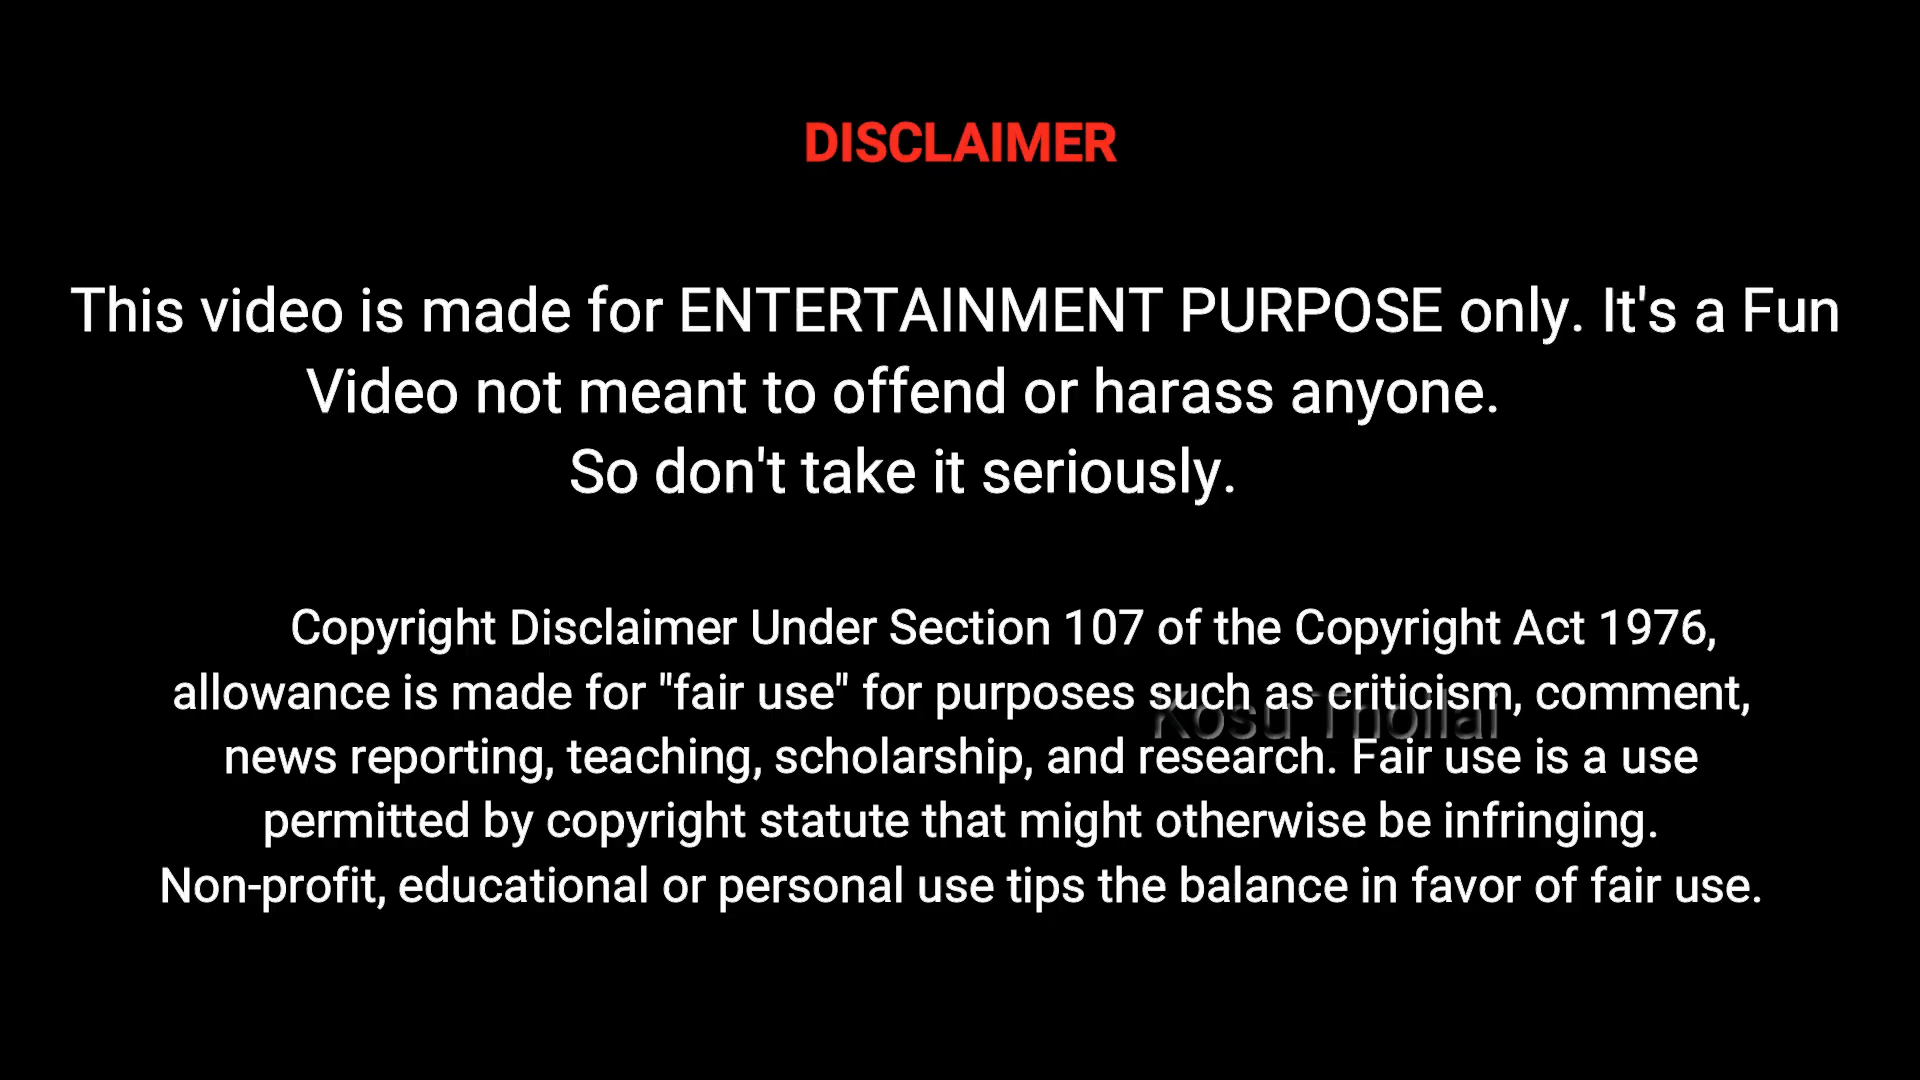 DISCLAIMER
This video is made for ENTERTAINMENT PURPOSE only. It's a Fun
Video not meant to offend or harass anyone.
So don't take it seriously.
Copyright Disclaimer Under Section 107 of the Copyright Act 1976,
allowance is made for "fair use" for purposes such as criticism, comment,
Kosu Thollai
news reporting, teaching, scholarship, and research. Fair use is a use
permitted by copyright statute that might otherwise be infringing.
Non-profit, educational or personal use tips the balance in favor of fair use.